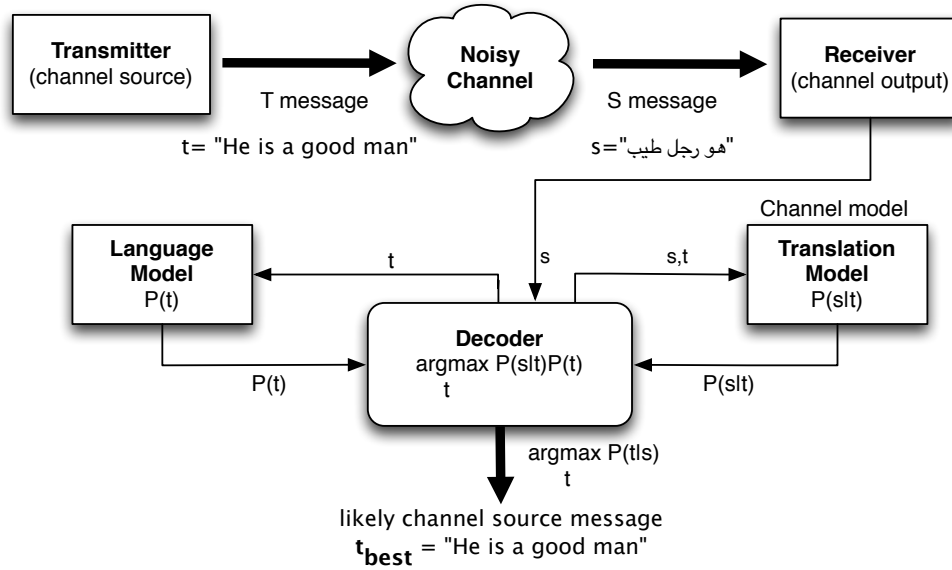 Transmitter
(channel source)
Noisy
Channel
Receiver
(channel output)
T message
S message
t= "He is a good man"
s="هو رجل طيب"
Channel model
Language
Model
P(t)
t
s
s,t
Translation
Model
P(s|t)
Decoder
argmax P(s|t)P(t)
t
P(t)
P(s|t)
argmax P(t|s)
t
likely channel source message
tbest = "He is a good man"